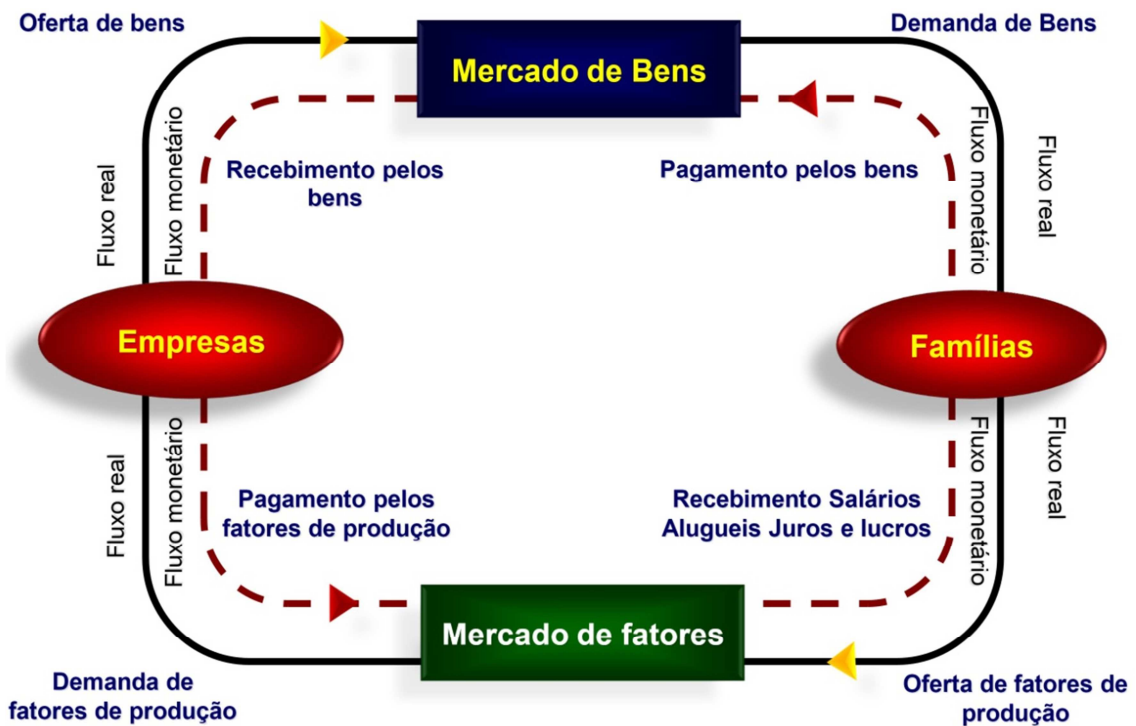 Oferta de bens
Demanda de Bens
Mercado de Bens
Recebimento pelos
bens
Pagamento pelos bens
Fluxo real
Fluxo monetário
Fluxo monetário
Fluxo real
Empresas
Famílias
Fluxo real
Fluxo monetário
Fluxo monetário
Fluxo real
Pagamento pelos
fatores de produção
Recebimento Salários
Alugueis Juros e lucros
Mercado de fatores
Demanda de
fatores de produção
Oferta de fatores de
produção